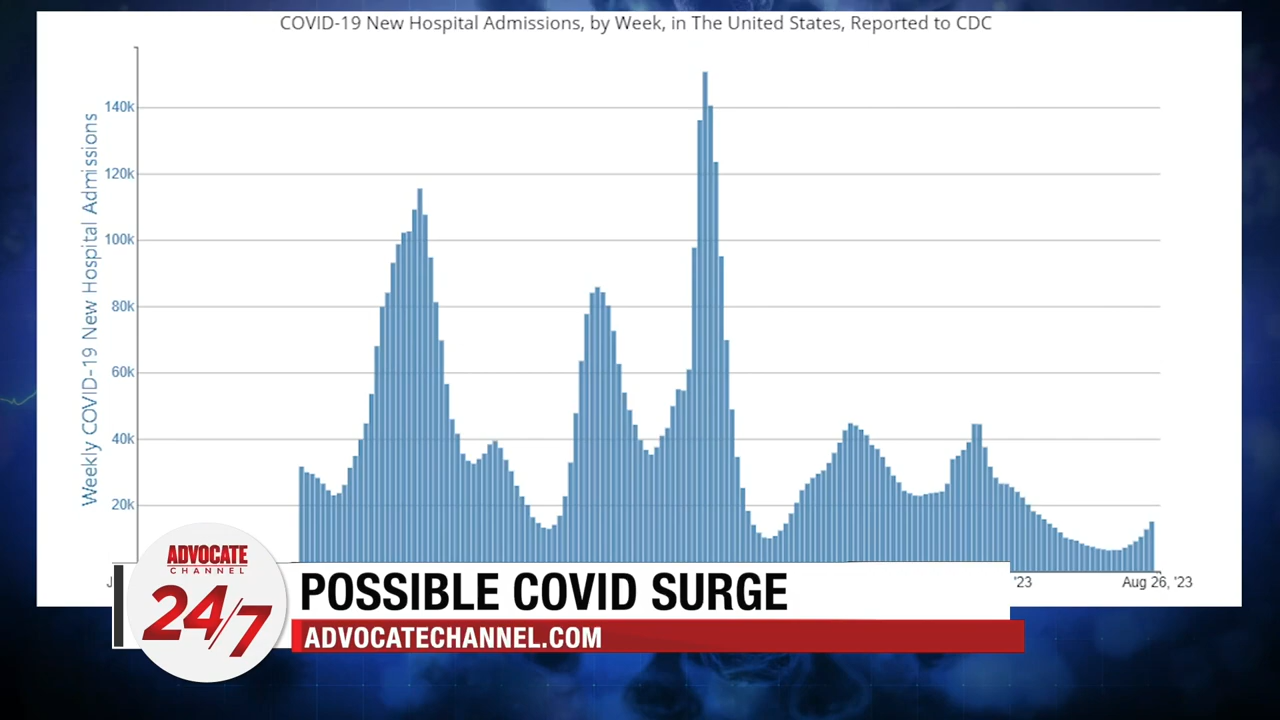 COVID-19 New Hospital Admissions, by Week, in The United States, Reported to CDC
Weekly COVID-19 New Hospital Admissions
140k
120k
100k
80k
60k
40k
20k
'23
Aug 26, '23
ADVOCATE
CHANNEL
24/7
POSSIBLE COVID SURGE
ADVOCATECHANNEL.COM